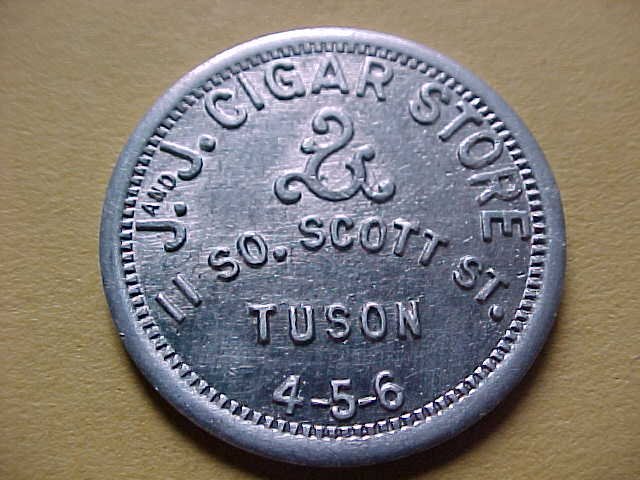 J. AND J. CIGAR STORE
&
11 SO. SCOTT ST.
TUSON
4-5-6